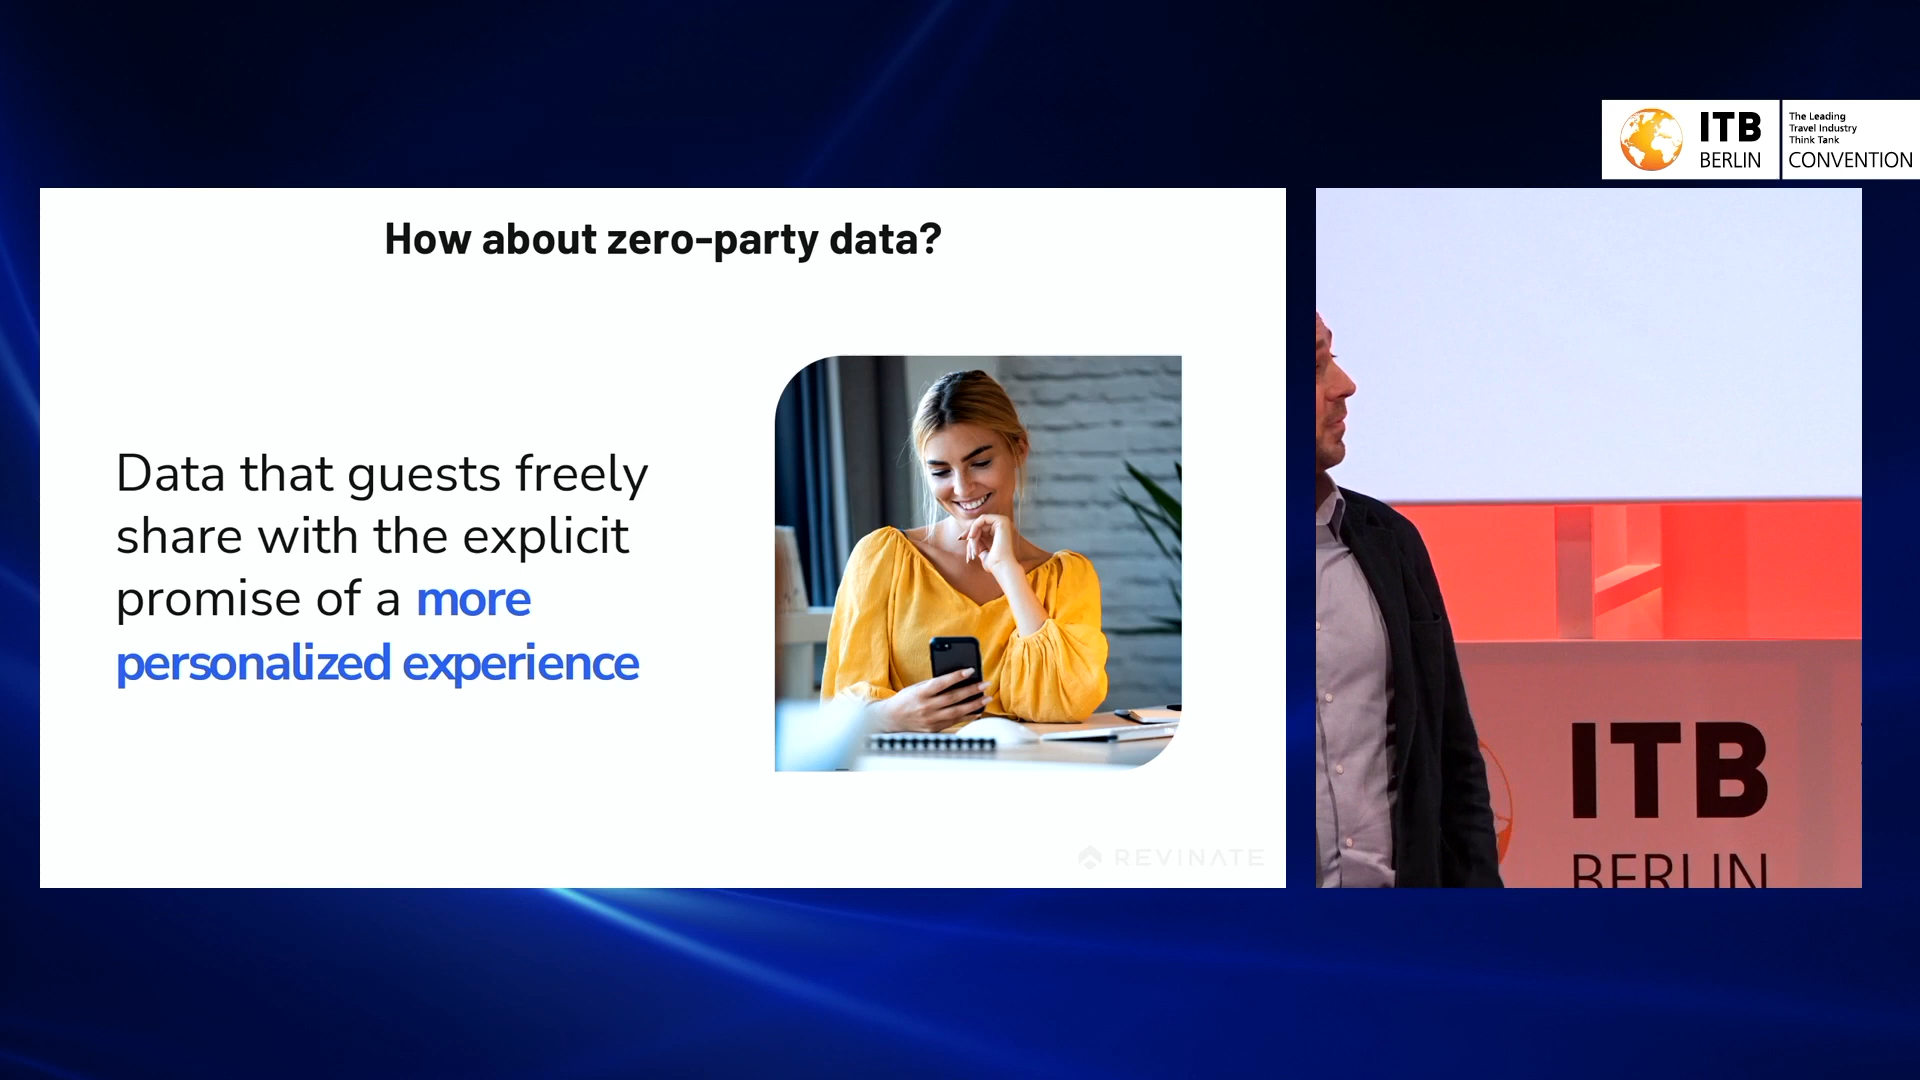 ITB
BERLIN
The Leading
Travel Industry
Think Tank
CONVENTION
How about zero-party data?
Data that guests freely
share with the explicit
promise of a more
personalized experience
REVINATE
ITB
BERLIN